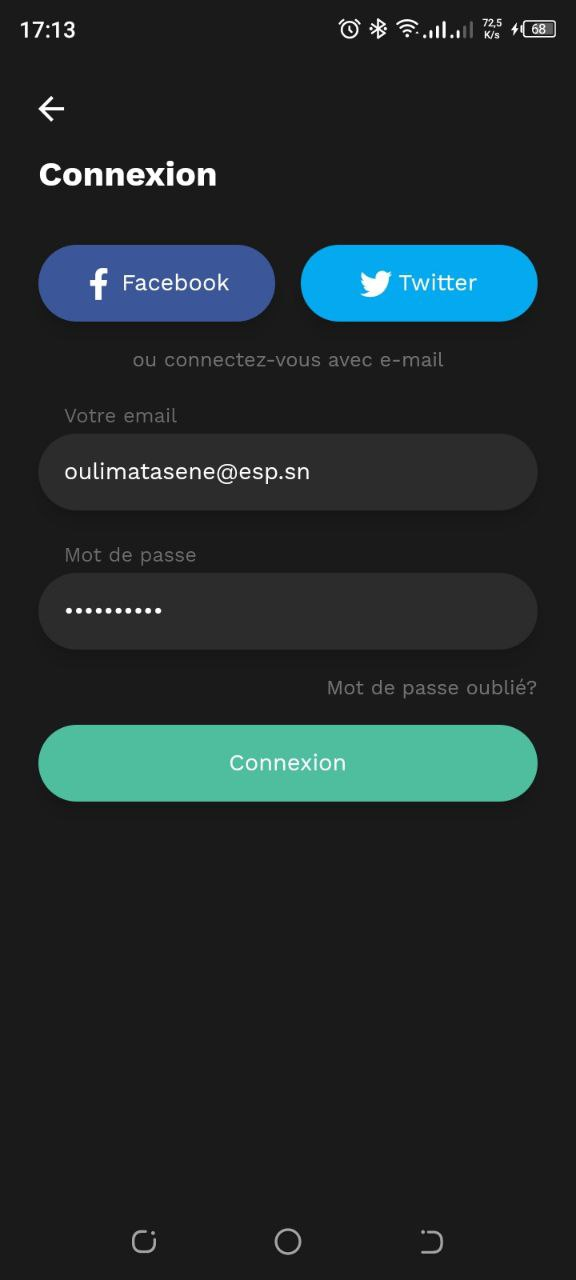 17:13
72,5
K/s
68
Connexion
Facebook
Twitter
ou connectez-vous avec e-mail
Votre email
oulimatasene@esp.sn
Mot de passe
••••••••••
Mot de passe oublié?
Connexion